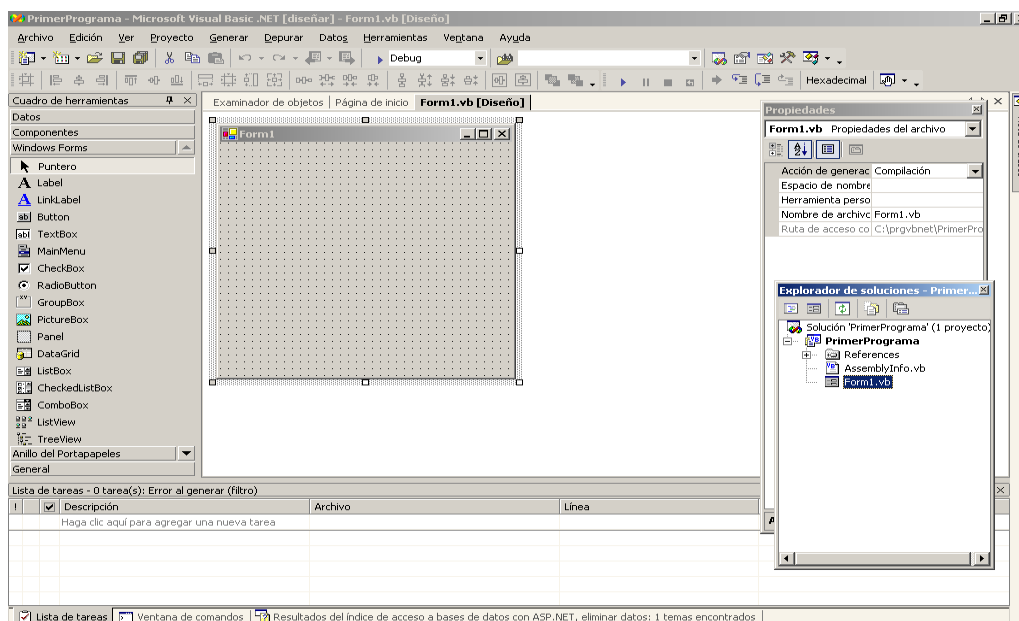 PrimerPrograma - Microsoft Visual Basic .NET [diseñar] - Form1.vb [Diseño]
Archivo Edición Ver Proyecto Generar Depurar Datos Herramientas Ventana Ayuda
Debug
Hexadecimal
Cuadro de herramientas
Datos
Componentes
Windows Forms
Puntero
Label
LinkLabel
Button
TextBox
MainMenu
CheckBox
RadioButton
GroupBox
PictureBox
Panel
DataGrid
ListBox
CheckedListBox
ComboBox
ListView
TreeView
Anillo del Portapapeles
General
Examinador de objetos Página de inicio Form1.vb [Diseño]
Form1
Propiedades
Form1.vb Propiedades del archivo
Acción de generac Compilación
Espacio de nombre
Herramienta perso
Nombre de archivo Form1.vb
Ruta de acceso co C:\prgvbnet\PrimerPro
Explorador de soluciones - Primer...
Solución 'PrimerPrograma' (1 proyecto)
PrimerPrograma
References
AssemblyInfo.vb
Form1.vb
Lista de tareas - 0 tarea(s): Error al generar (filtro)
! Descripción Archivo Línea
Haga clic aquí para agregar una nueva tarea
Lista de tareas Ventana de comandos Resultados del índice de acceso a bases de datos con ASP.NET, eliminar datos: 1 temas encontrados